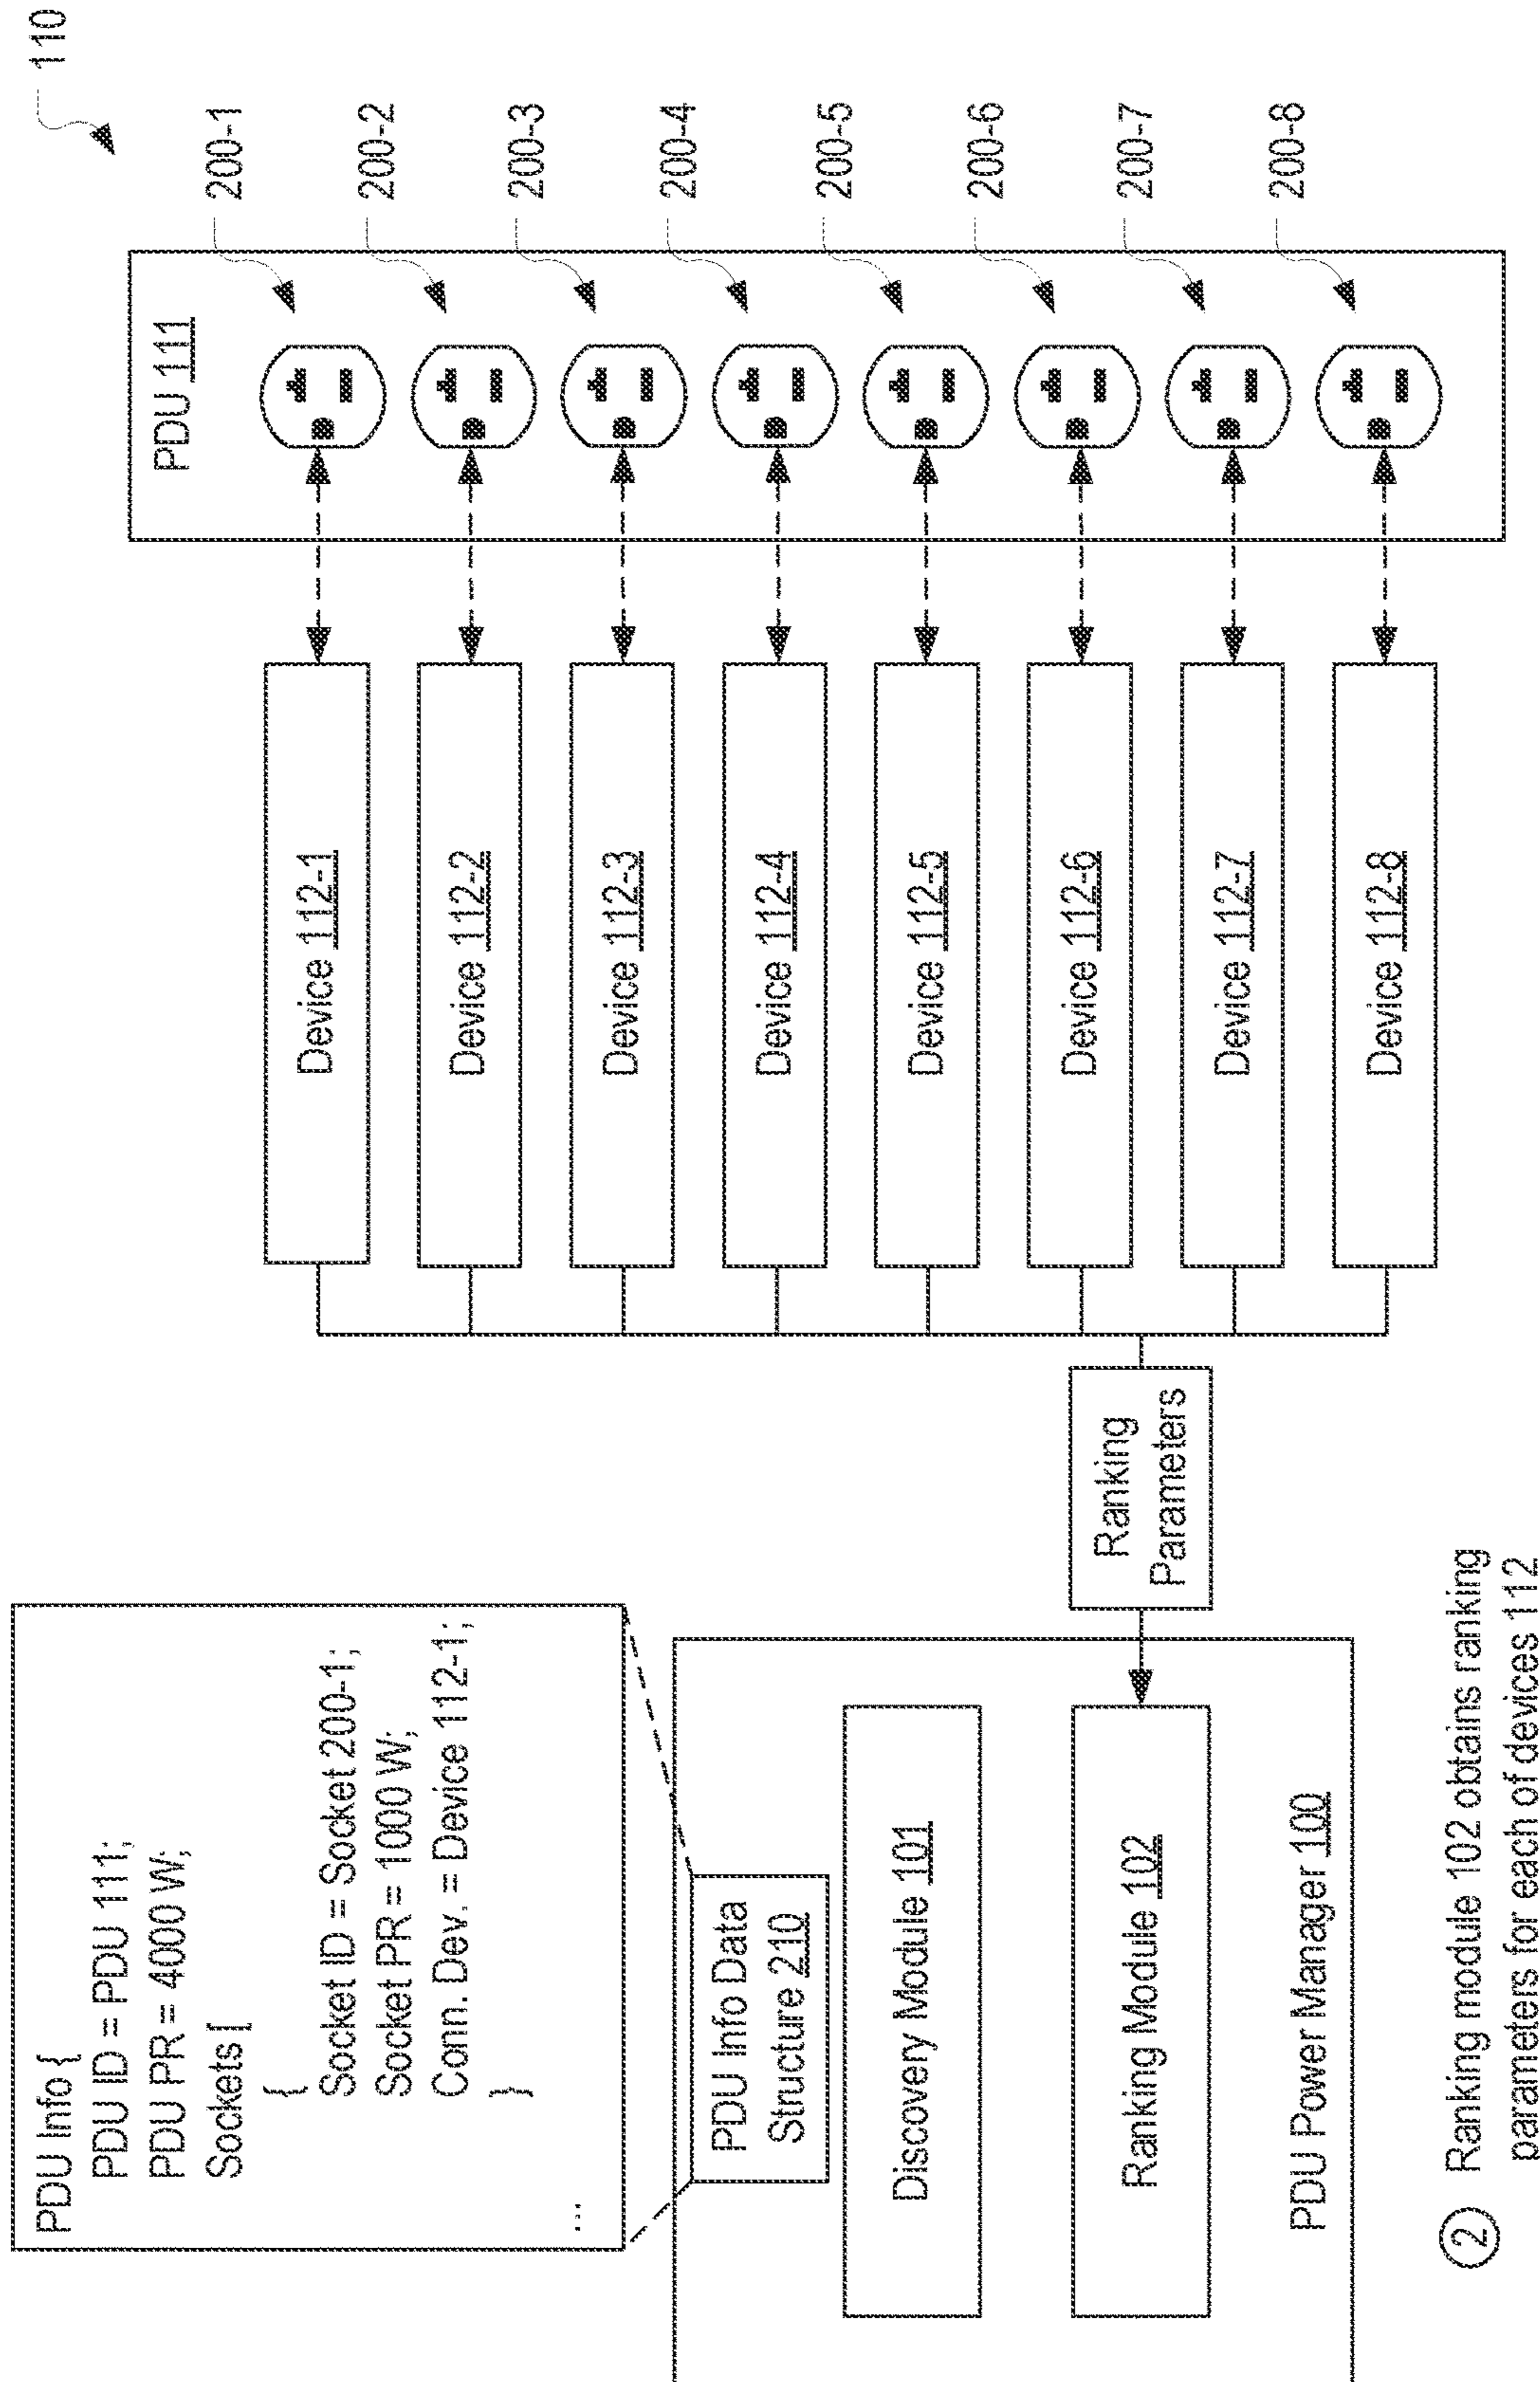 110
PDU Info {
PDU ID = PDU 111;
PDU PR = 4000 W;
Sockets [
{
Socket ID = Socket 200-1;
Socket PR = 1000 W;
Conn. Dev. = Device 112-1;
}
...
PDU Info Data
Structure 210
Discovery Module 101
Ranking Module 102
PDU Power Manager 100
Ranking
Parameters
Device 112-1
Device 112-2
Device 112-3
Device 112-4
Device 112-5
Device 112-6
Device 112-7
Device 112-8
PDU 111
200-1
200-2
200-3
200-4
200-5
200-6
200-7
200-8
2 Ranking module 102 obtains ranking
parameters for each of devices 112